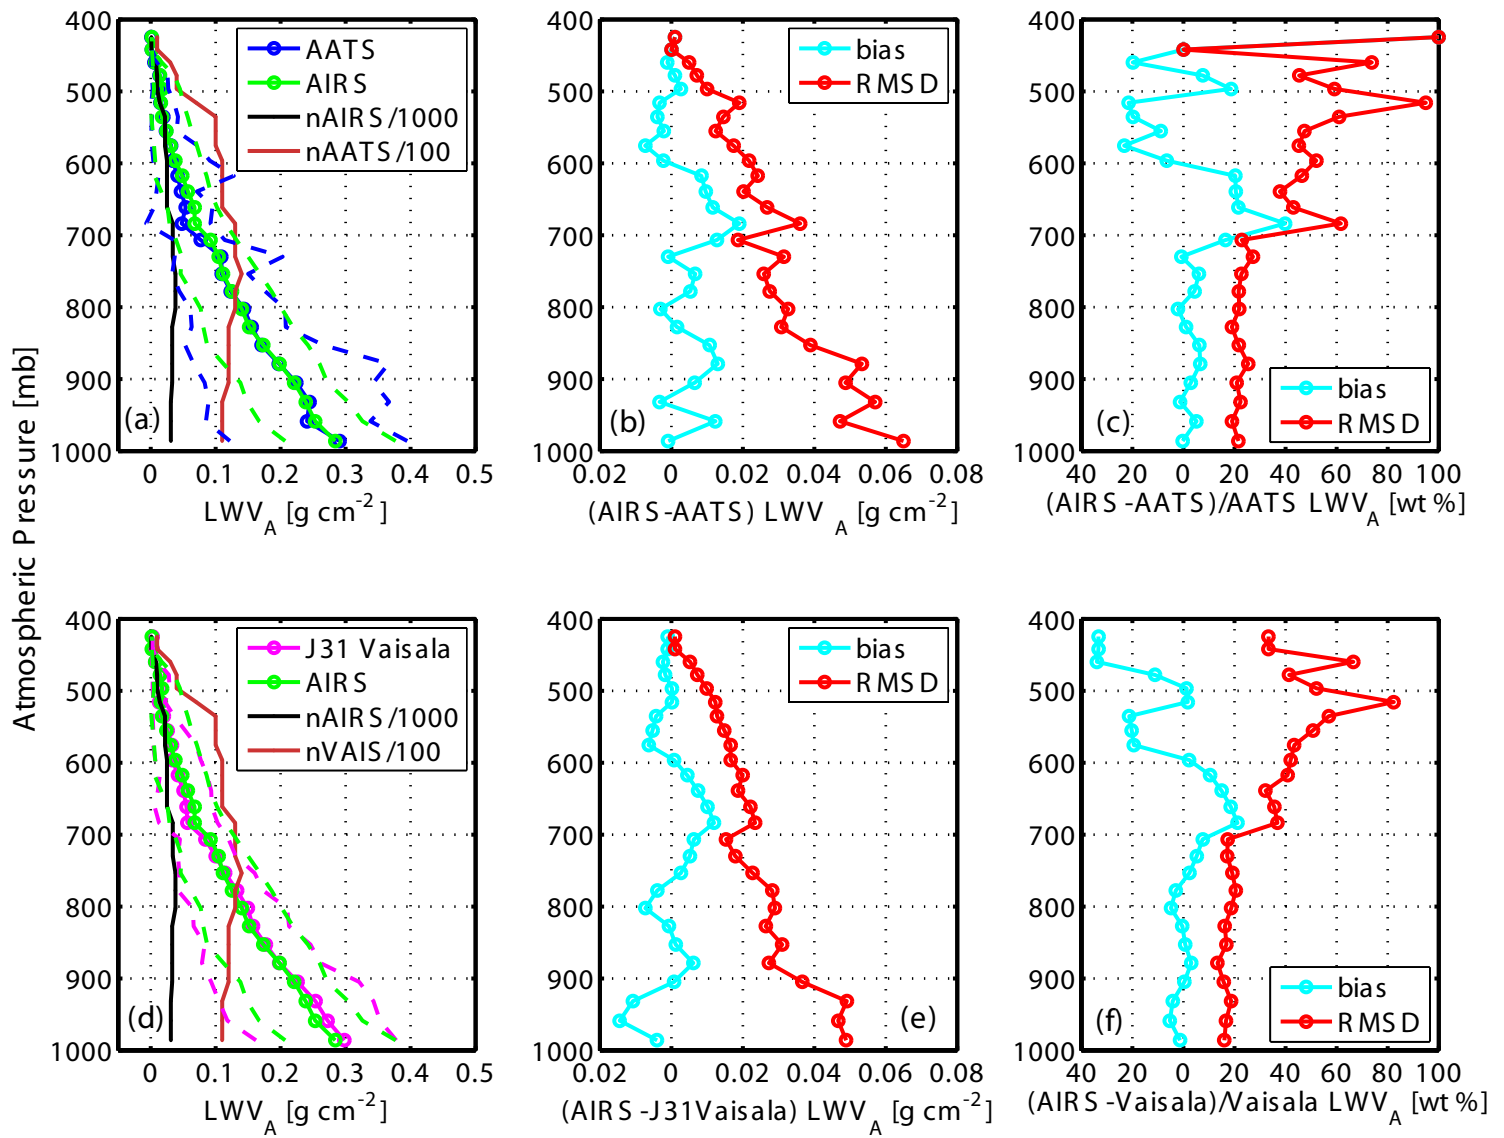 Atmospheric Pressure [mb]
400
500
600
700
800
900
1000
0 0.1 0.2 0.3 0.4 0.5
LWV_A [g cm^-2]
AATS
AIRS
nAIRS/1000
nAATS/100
(a)
400
500
600
700
800
900
1000
0.02 0 0.02 0.04 0.06 0.08
(AIRS-AATS) LWV_A [g cm^-2]
bias
RMSD
(b)
400
500
600
700
800
900
1000
40 20 0 20 40 60 80 100
(AIRS-AATS)/AATS LWV_A [wt %]
bias
RMSD
(c)
400
500
600
700
800
900
1000
0 0.1 0.2 0.3 0.4 0.5
LWV_A [g cm^-2]
J31 Vaisala
AIRS
nAIRS/1000
nVAIS/100
(d)
400
500
600
700
800
900
1000
0.02 0 0.02 0.04 0.06 0.08
(AIRS-J31Vaisala) LWV_A [g cm^-2]
bias
RMSD
(e)
400
500
600
700
800
900
1000
40 20 0 20 40 60 80 100
(AIRS-Vaisala)/Vaisala LWV_A [wt %]
bias
RMSD
(f)